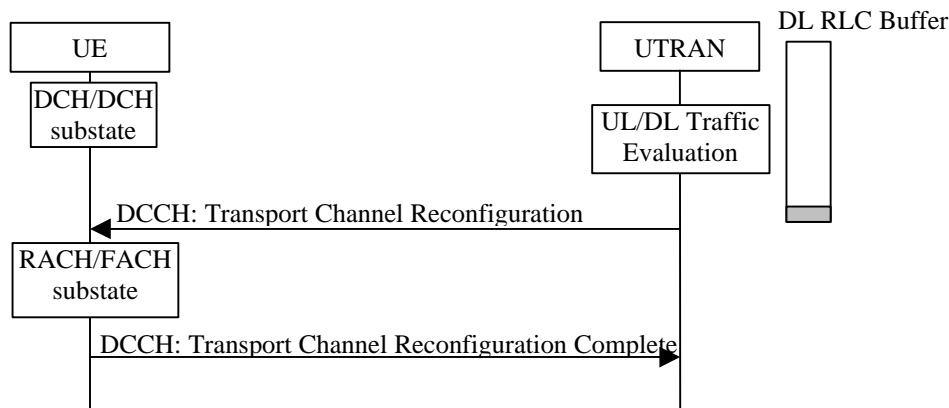 DL RLC Buffer
UE
UTRAN
DCH/DCH
substate
UL/DL Traffic
Evaluation
DCCH: Transport Channel Reconfiguration
RACH/FACH
substate
DCCH: Transport Channel Reconfiguration Complete